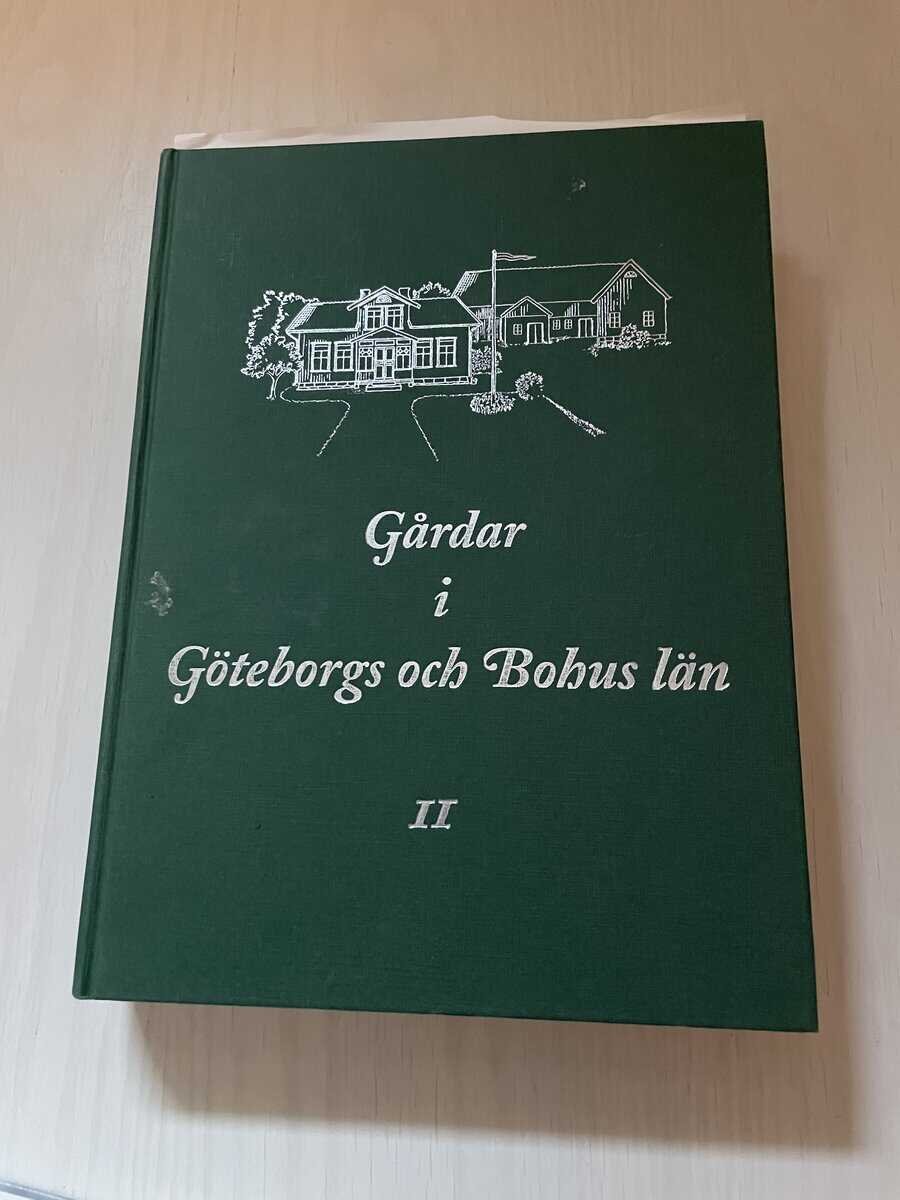 Gårdar
i
Göteborgs och Bohus län
II